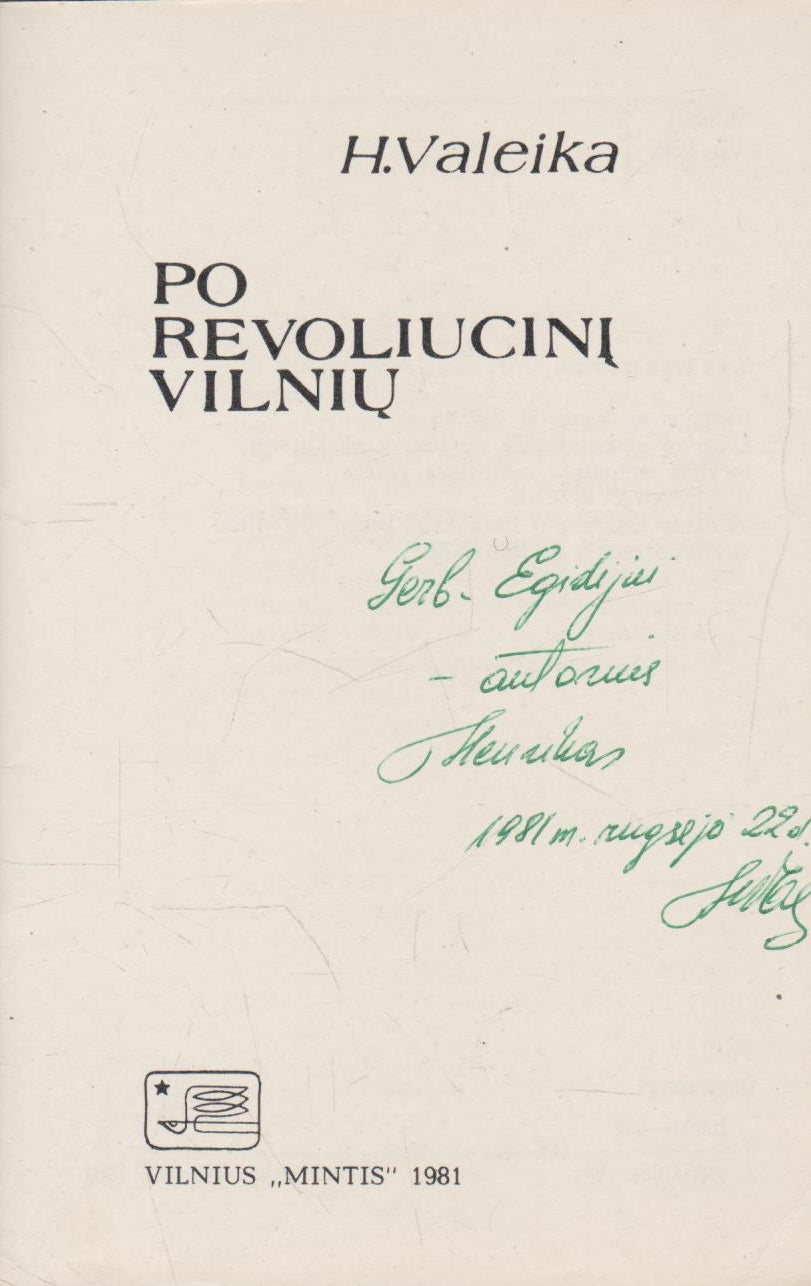 H.Valeika
PO
REVOLIUCINĮ
VILNIŲ
Gerb. Egidijui
– autorius
Henrikas
1981 m. rugsėjo 22 d.
VILNIUS „MINTIS" 1981